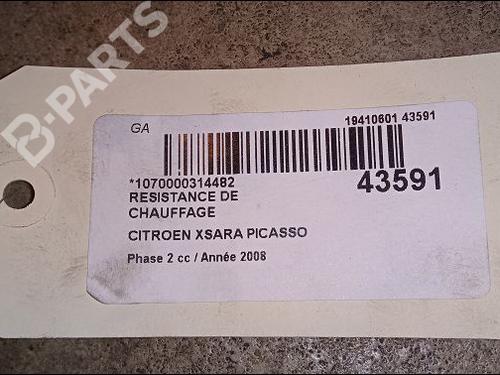 B-PARTS
GA
19410601 43591
*1070000314482
43591
RESISTANCE DE
CHAUFFAGE
CITROEN XSARA PICASSO
Phase 2 cc / Année 2008